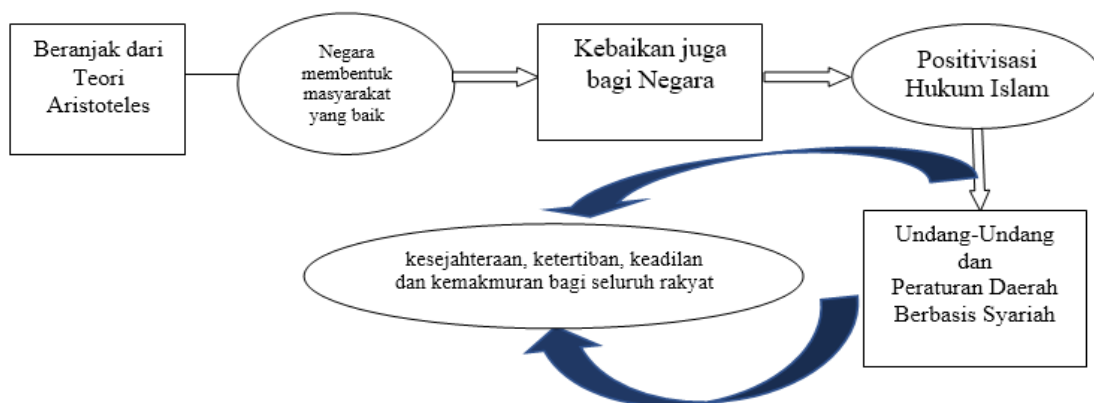 Beranjak dari
Teori
Aristoteles
Negara
membentuk
masyarakat
yang baik
Kebaikan juga
bagi Negara
Positivisasi
Hukum Islam
Undang-Undang
dan
Peraturan Daerah
Berbasis Syariah
kesejahteraan, ketertiban, keadilan
dan kemakmuran bagi seluruh rakyat